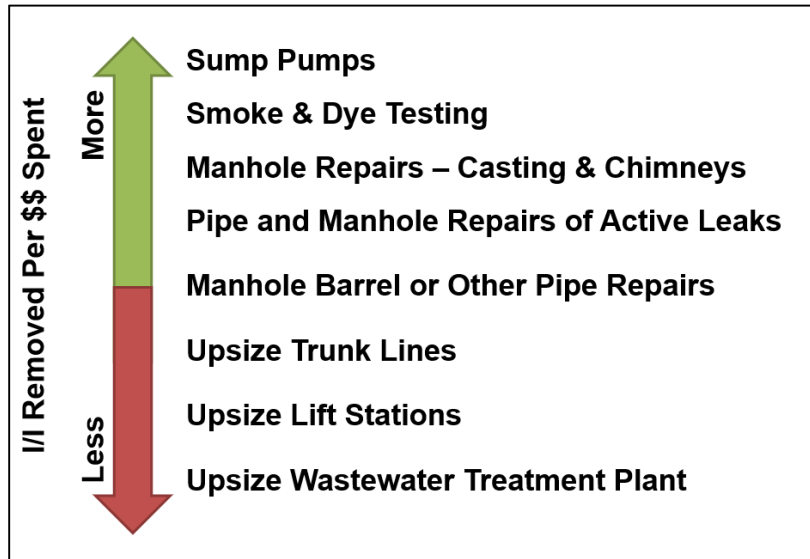 I/I Removed Per $$ Spent
More
Less
Sump Pumps
Smoke & Dye Testing
Manhole Repairs – Casting & Chimneys
Pipe and Manhole Repairs of Active Leaks
Manhole Barrel or Other Pipe Repairs
Upsize Trunk Lines
Upsize Lift Stations
Upsize Wastewater Treatment Plant